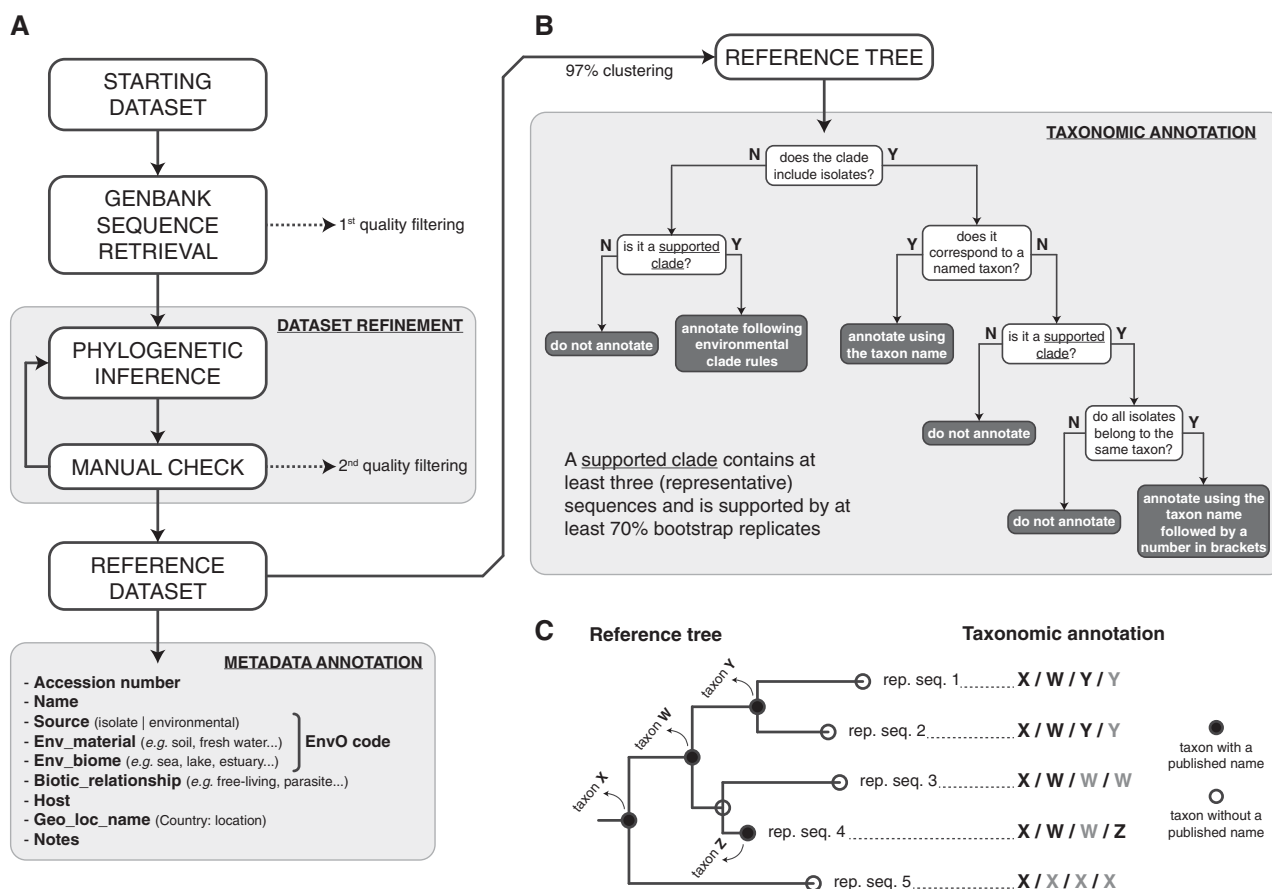 A
STARTING
DATASET
GENBANK
SEQUENCE
RETRIEVAL
1st quality filtering
DATASET REFINEMENT
PHYLOGENETIC
INFERENCE
MANUAL CHECK
2nd quality filtering
REFERENCE
DATASET
METADATA ANNOTATION
- Accession number
- Name
- Source (isolate | environmental)
- Env_material (e.g. soil, fresh water...)
- Env_biome (e.g. sea, lake, estuary...)
EnvO code
- Biotic_relationship (e.g. free-living, parasite...)
- Host
- Geo_loc_name (Country: location)
- Notes
B
97% clustering
REFERENCE TREE
TAXONOMIC ANNOTATION
N
does the clade
include isolates?
Y
N
is it a supported
clade?
Y
Y
does it
correspond to a
named taxon?
N
do not annotate
annotate following
environmental
clade rules
annotate using
the taxon name
N
is it a supported
clade?
Y
do not annotate
N
do all isolates
belong to the
same taxon?
Y
do not annotate
annotate using the
taxon name
followed by a
number in brackets
A supported clade contains at
least three (representative)
sequences and is supported by at
least 70% bootstrap replicates
C
Reference tree
Taxonomic annotation
taxon X
taxon W
taxon Y
taxon Z
rep. seq. 1 X / W / Y / Y
rep. seq. 2 X / W / Y / Y
rep. seq. 3 X / W / W / W
rep. seq. 4 X / W / W / Z
rep. seq. 5 X / X / X / X
taxon with a
published name
taxon without a
published name